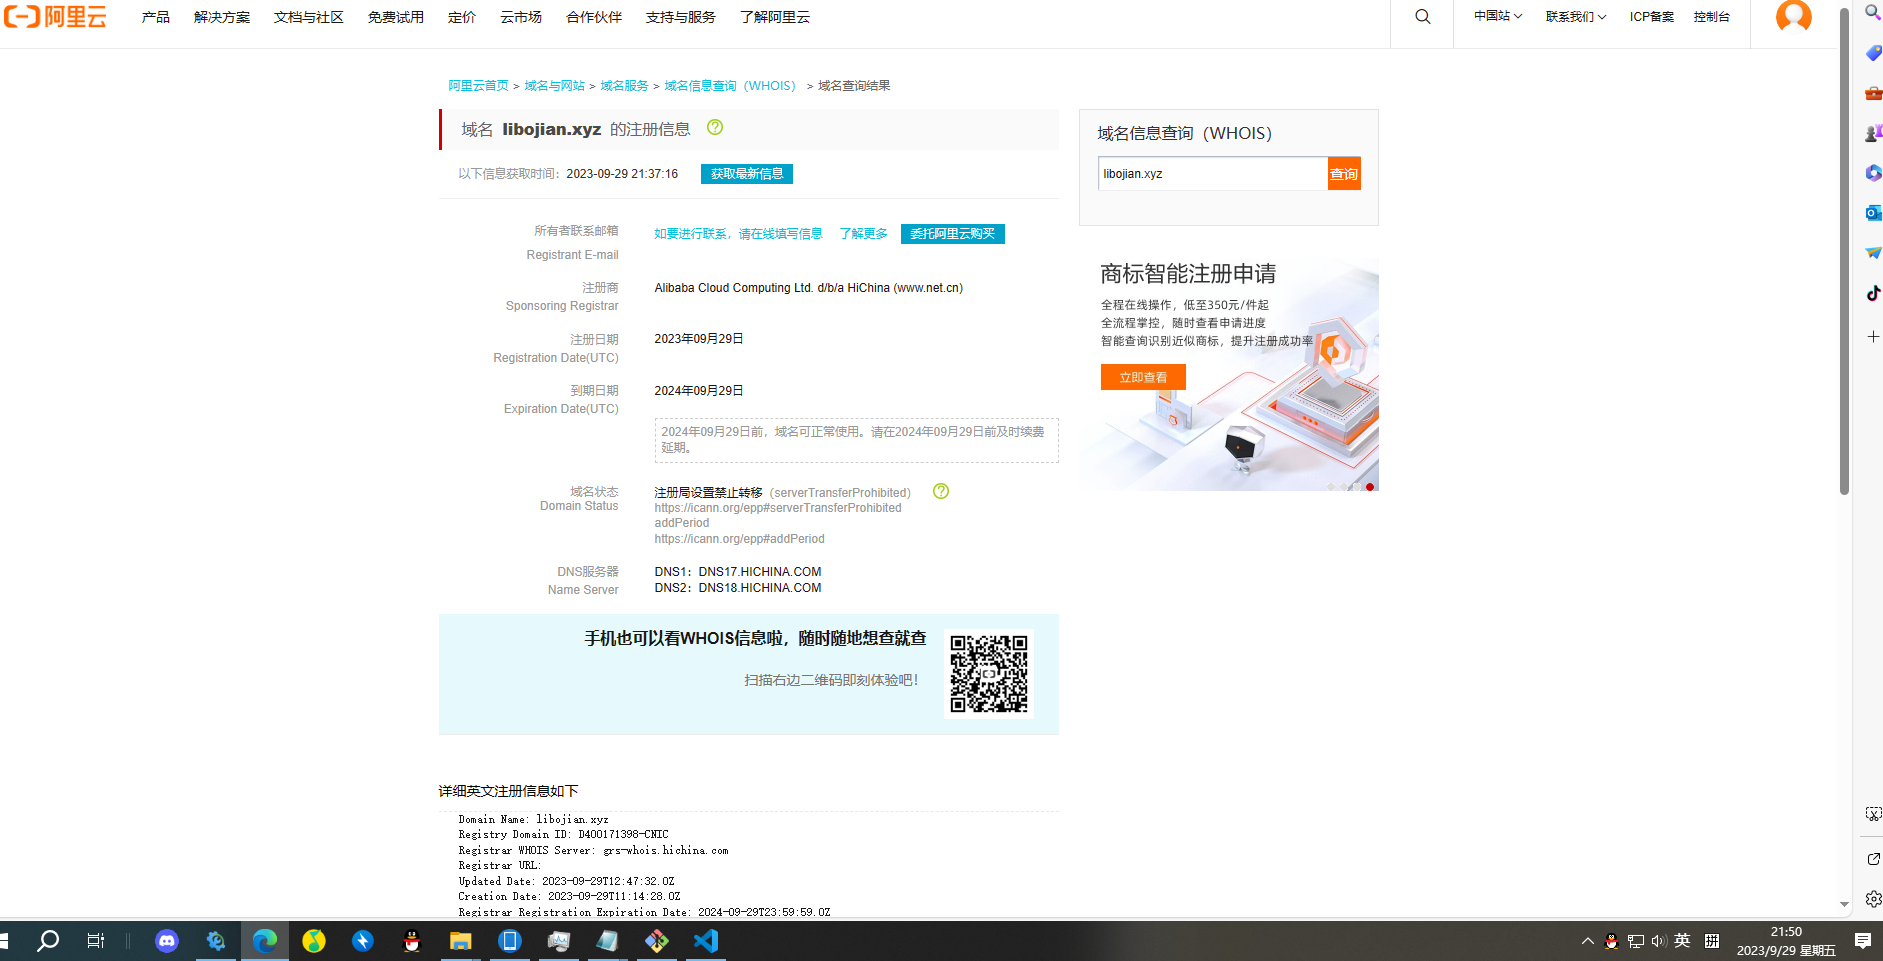 阿里云
产品 解决方案 文档与社区 免费试用 定价 云市场 合作伙伴 支持与服务 了解阿里云
中国站 联系我们 ICP备案 控制台
阿里云首页 > 域名与网站 > 域名服务 > 域名信息查询（WHOIS） > 域名查询结果
域名 libojian.xyz 的注册信息
以下信息获取时间：2023-09-29 21:37:16 获取最新信息
所有者联系邮箱
Registrant E-mail
如要进行联系，请在线填写信息 了解更多 委托阿里云购买
注册商
Sponsoring Registrar
Alibaba Cloud Computing Ltd. d/b/a HiChina (www.net.cn)
注册日期
Registration Date(UTC)
2023年09月29日
到期日期
Expiration Date(UTC)
2024年09月29日
2024年09月29日前，域名可正常使用。请在2024年09月29日前及时续费
延期。
域名状态
Domain Status
注册局设置禁止转移（serverTransferProhibited）
https://icann.org/epp#serverTransferProhibited
addPeriod
https://icann.org/epp#addPeriod
DNS服务器
Name Server
DNS1：DNS17.HICHINA.COM
DNS2：DNS18.HICHINA.COM
手机也可以看WHOIS信息啦，随时随地想查就查
扫描右边二维码即刻体验吧！
详细英文注册信息如下
Domain Name: libojian.xyz
Registry Domain ID: D400171398-CNIC
Registrar WHOIS Server: grs-whois.hichina.com
Registrar URL:
Updated Date: 2023-09-29T12:47:32.0Z
Creation Date: 2023-09-29T11:14:28.0Z
Registrar Registration Expiration Date: 2024-09-29T23:59:59.0Z
域名信息查询（WHOIS）
libojian.xyz 查询
商标智能注册申请
全程在线操作，低至350元/件起
全流程掌控，随时查看申请进度
智能查询识别近似商标，提升注册成功率
立即查看
英 拼
21:50
2023/9/29 星期五